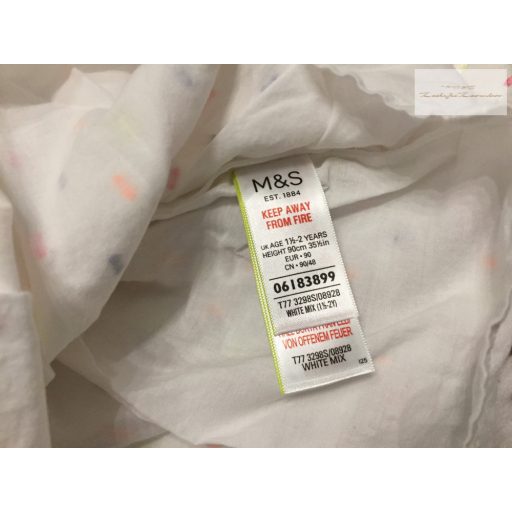 M&S
EST. 1884
KEEP AWAY
FROM FIRE
UK AGE 1½-2 YEARS
HEIGHT 90cm 35½in
EUR • 90
CN • 90/48
06183899
T77 3298S/08928
WHITE MIX (1½-2Y)
VON OFFENEM FEUER
T77 3298S/08928
WHITE MIX
125